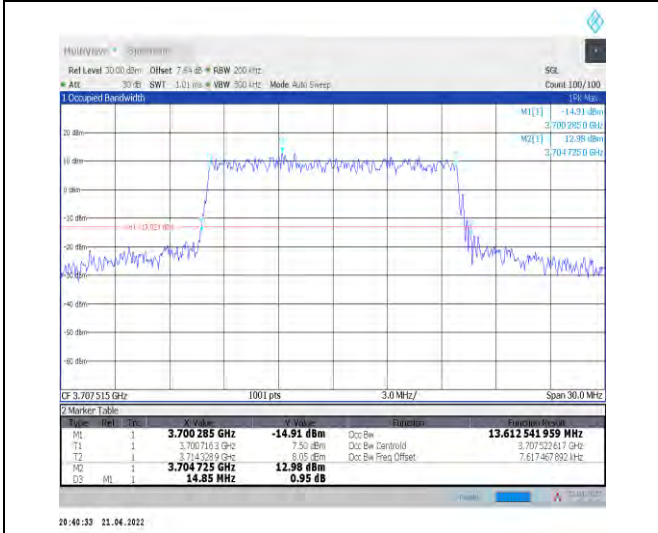 MultiView Spectrum
Ref Level 30.00 dBm Offset 7.64 dB RBW 200 kHz SGL
Att 30 dB SWT 1.01 ms VBW 500 kHz Mode Auto Sweep Count 100/100
1 Occupied Bandwidth 1Pk Max
M1[1] -14.91 dBm
3.700 285 0 GHz
20 dBm M2[1] 12.98 dBm
3.704 725 0 GHz
10 dBm
0 dBm
-10 dBm
-20 dBm
-30 dBm
-40 dBm
-50 dBm
-60 dBm
CF 3.707 515 GHz 1001 pts 3.0 MHz/ Span 30.0 MHz
2 Marker Table
Type Ref Trc X-Value Y-Value Function Function Result
M1 1 3.700 285 GHz -14.91 dBm Occ Bw 13.612 541 959 MHz
T1 1 3.700 716 3 GHz 7.50 dBm Occ Bw Centroid 3.707 522 617 GHz
T2 1 3.714 328 9 GHz 8.05 dBm Occ Bw Freq Offset 7.617 467 892 kHz
M2 1 3.704 725 GHz 12.98 dBm
D3 M1 1 14.85 MHz 0.95 dB
20:40:33 21.04.2022